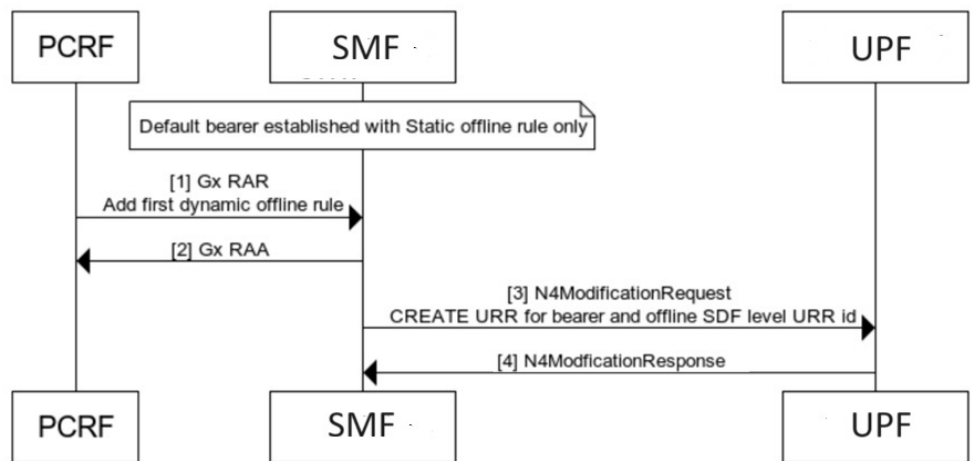 PCRF
SMF
UPF
Default bearer established with Static offline rule only
[1] Gx RAR
Add first dynamic offline rule
[2] Gx RAA
[3] N4ModificationRequest
CREATE URR for bearer and offline SDF level URR id
[4] N4ModficationResponse
PCRF
SMF
UPF